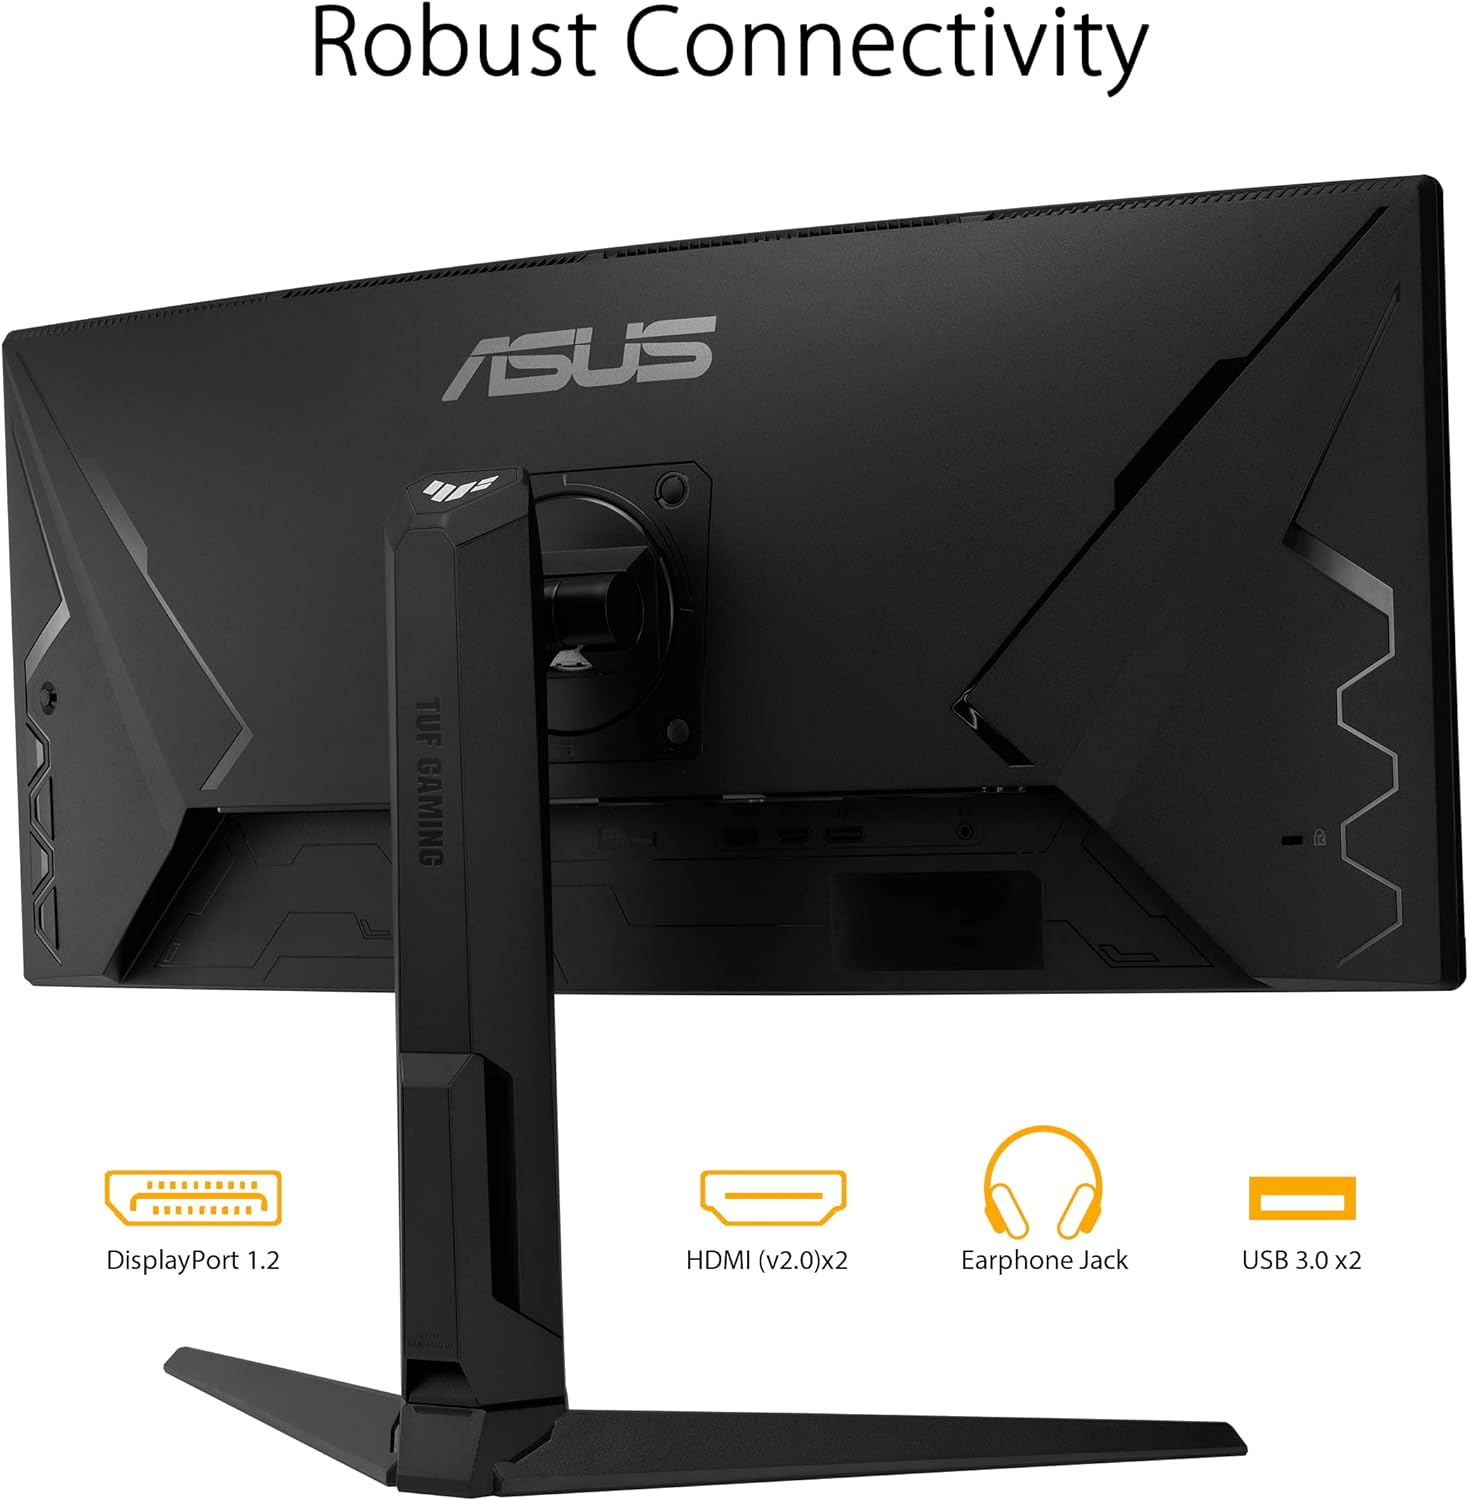 Robust Connectivity
ASUS
TUF GAMING
DisplayPort 1.2
HDMI (v2.0)x2
Earphone Jack
USB 3.0 x2